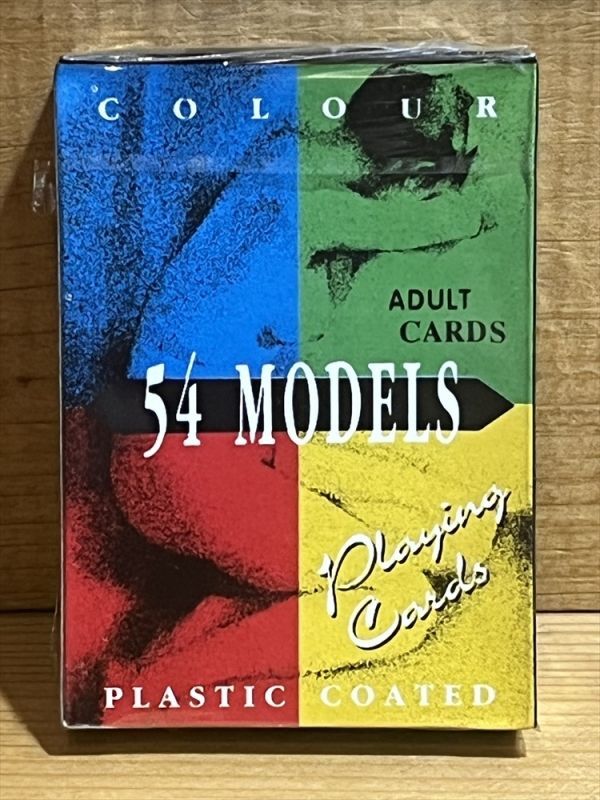 COLOUR
ADULT
CARDS
54 MODELS
Playing
Cards
PLASTIC COATED